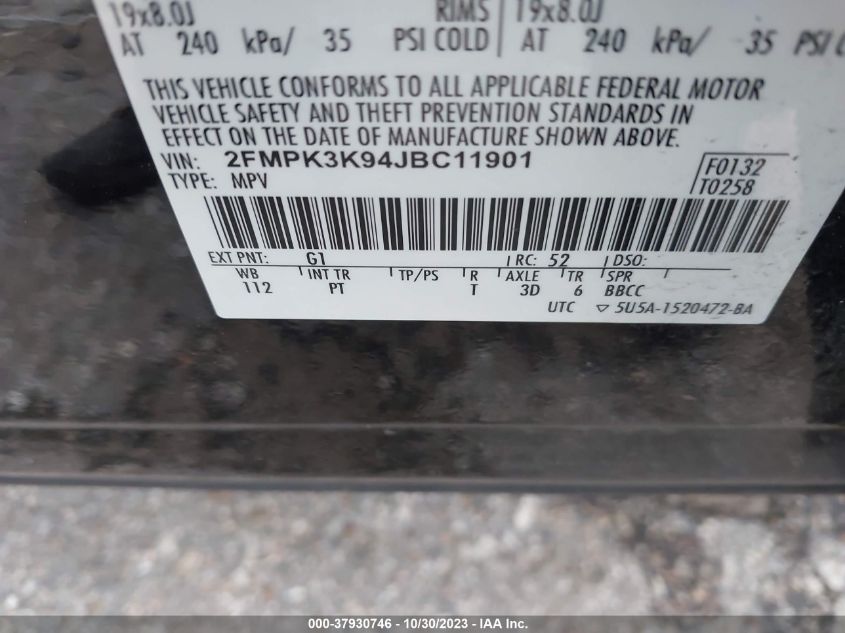 19x8.0J RIMS 19x8.0J
AT 240 kPa/ 35 PSI COLD AT 240 kPa/ 35 PSI
THIS VEHICLE CONFORMS TO ALL APPLICABLE FEDERAL MOTOR
VEHICLE SAFETY AND THEFT PREVENTION STANDARDS IN
EFFECT ON THE DATE OF MANUFACTURE SHOWN ABOVE.
VIN: 2FMPK3K94JBC11901
TYPE: MPV
F0132
T0258
EXT PNT: G1 RC: 52 DSO:
WB INT TR TP/PS R AXLE TR SPR
112 PT T 3D 6 BBCC
UTC ▽ 5U5A-1520472-BA
000-37930746 - 10/30/2023 - IAA Inc.